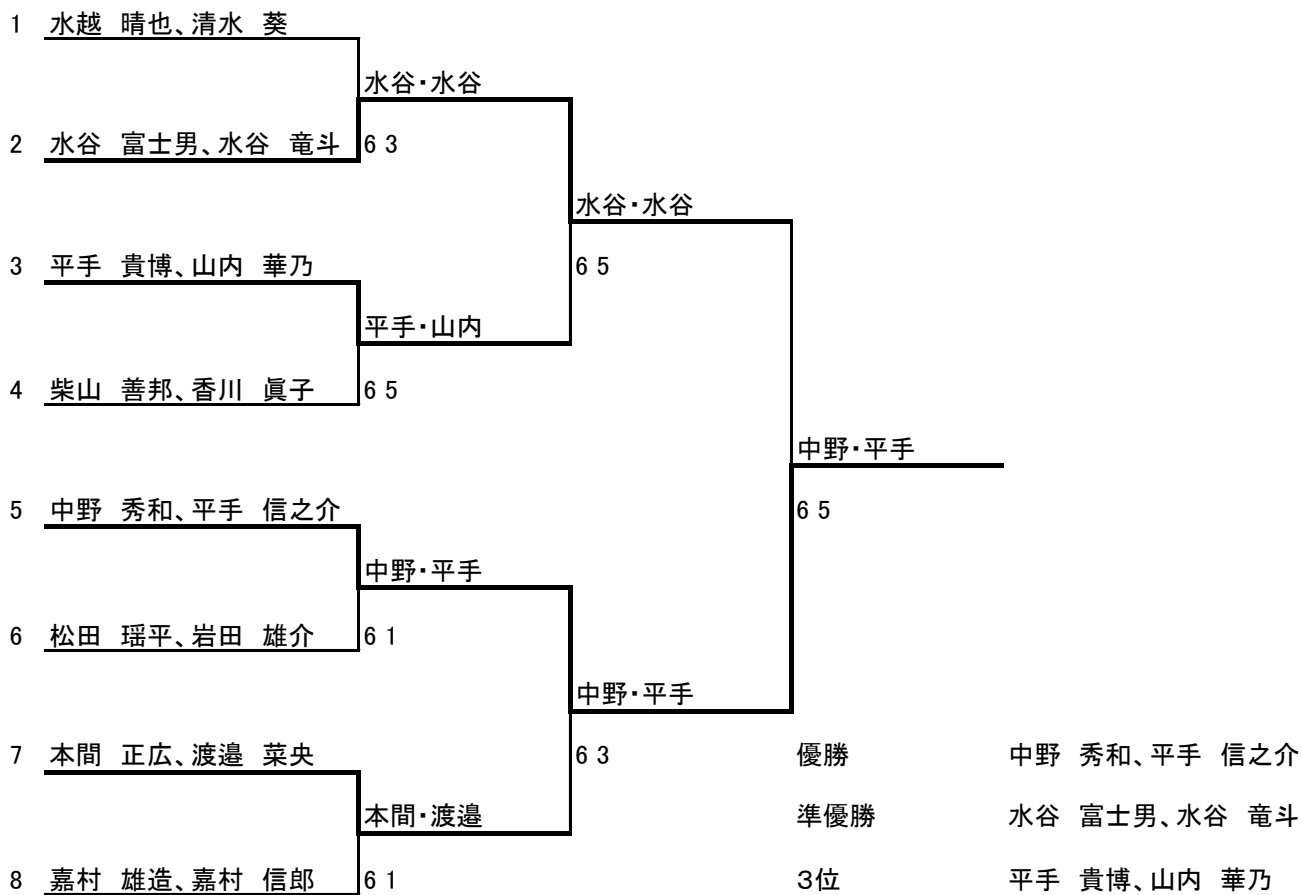 1 水越 晴也、清水 葵
水谷・水谷
2 水谷 富士男、水谷 竜斗 6 3
水谷・水谷
3 平手 貴博、山内 華乃 6 5
平手・山内
4 柴山 善邦、香川 眞子 6 5
中野・平手
5 中野 秀和、平手 信之介 6 5
中野・平手
6 松田 瑶平、岩田 雄介 6 1
中野・平手
7 本間 正広、渡邉 菜央 6 3 優勝 中野 秀和、平手 信之介
本間・渡邉 準優勝 水谷 富士男、水谷 竜斗
8 嘉村 雄造、嘉村 信郎 6 1 3位 平手 貴博、山内 華乃